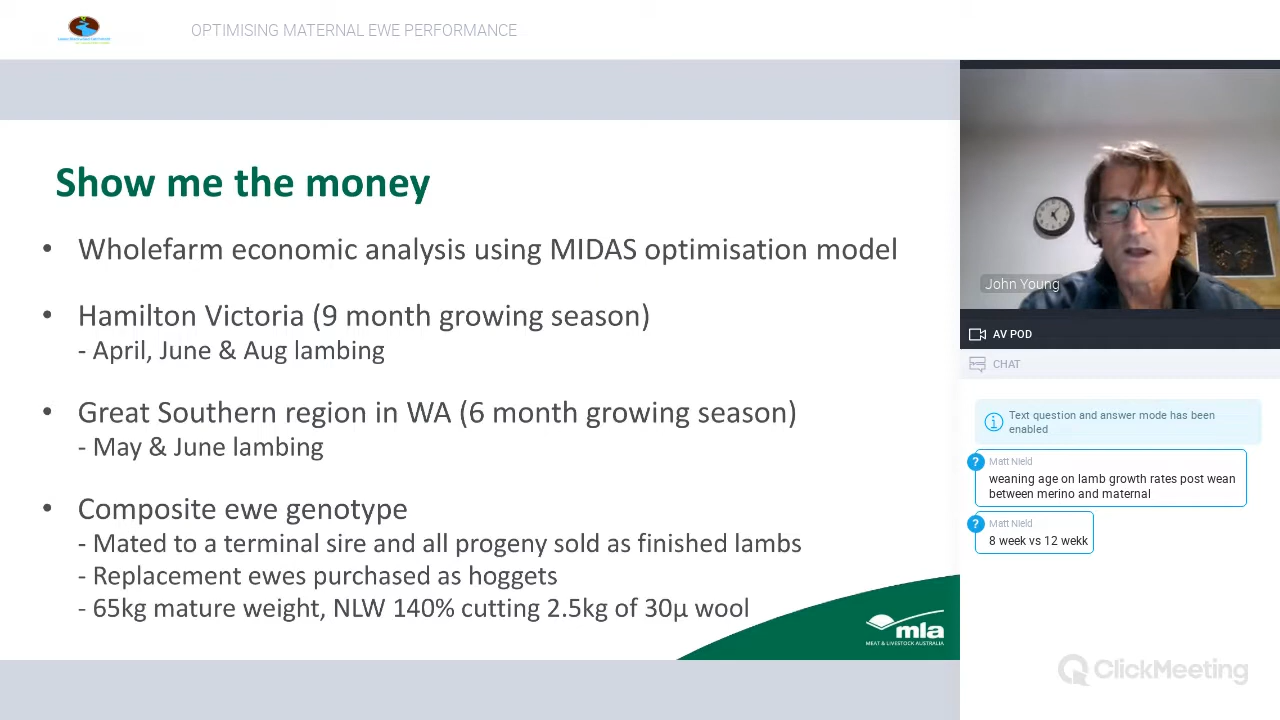 OPTIMISING MATERNAL EWE PERFORMANCE
Show me the money
• Wholefarm economic analysis using MIDAS optimisation model
• Hamilton Victoria (9 month growing season)
- April, June & Aug lambing
• Great Southern region in WA (6 month growing season)
- May & June lambing
• Composite ewe genotype
- Mated to a terminal sire and all progeny sold as finished lambs
- Replacement ewes purchased as hoggets
- 65kg mature weight, NLW 140% cutting 2.5kg of 30µ wool
mla
MEAT & LIVESTOCK AUSTRALIA
John Young
AV POD
CHAT
Text question and answer mode has been
enabled
? Matt Nield
weaning age on lamb growth rates post wean
between merino and maternal
? Matt Nield
8 week vs 12 wekk
ClickMeeting